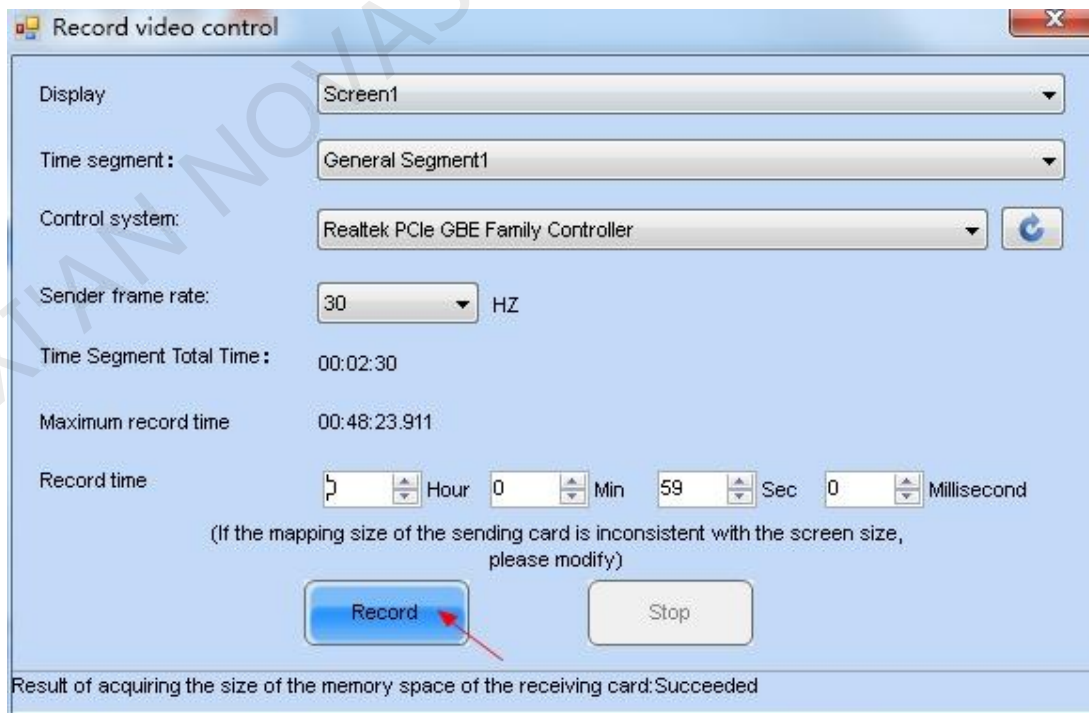 Record video control
Display Screen1
Time segment: General Segment1
Control system: Realtek PCIe GBE Family Controller
Sender frame rate: 30 HZ
Time Segment Total Time: 00:02:30
Maximum record time 00:48:23.911
Record time Hour 0 Min 59 Sec 0 Millisecond
(If the mapping size of the sending card is inconsistent with the screen size,
please modify)
Record Stop
Result of acquiring the size of the memory space of the receiving card:Succeeded